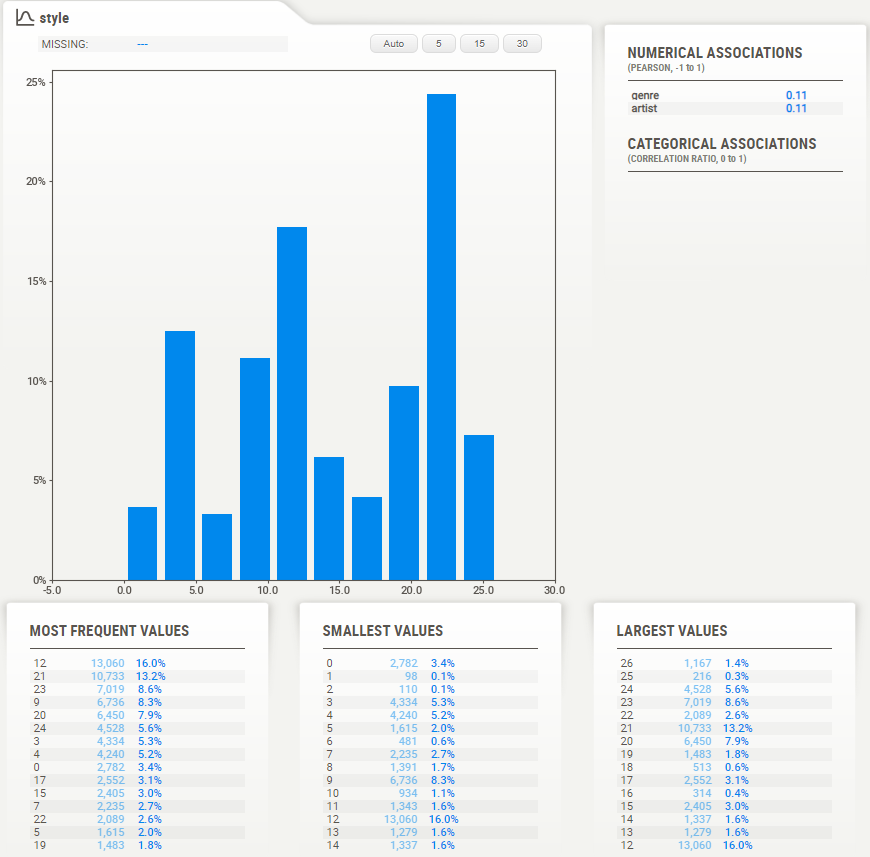 style
MISSING: ---
Auto 5 15 30
25%
20%
15%
10%
5%
0%
-5.0 0.0 5.0 10.0 15.0 20.0 25.0 30.0
NUMERICAL ASSOCIATIONS
(PEARSON, -1 to 1)
genre 0.11
artist 0.11
CATEGORICAL ASSOCIATIONS
(CORRELATION RATIO, 0 to 1)
MOST FREQUENT VALUES
12 13,060 16.0%
21 10,733 13.2%
23 7,019 8.6%
9 6,736 8.3%
20 6,450 7.9%
24 4,528 5.6%
3 4,334 5.3%
4 4,240 5.2%
0 2,782 3.4%
17 2,552 3.1%
15 2,405 3.0%
7 2,235 2.7%
22 2,089 2.6%
5 1,615 2.0%
19 1,483 1.8%
SMALLEST VALUES
0 2,782 3.4%
1 98 0.1%
2 110 0.1%
3 4,334 5.3%
4 4,240 5.2%
5 1,615 2.0%
6 481 0.6%
7 2,235 2.7%
8 1,391 1.7%
9 6,736 8.3%
10 934 1.1%
11 1,343 1.6%
12 13,060 16.0%
13 1,279 1.6%
14 1,337 1.6%
LARGEST VALUES
26 1,167 1.4%
25 216 0.3%
24 4,528 5.6%
23 7,019 8.6%
22 2,089 2.6%
21 10,733 13.2%
20 6,450 7.9%
19 1,483 1.8%
18 513 0.6%
17 2,552 3.1%
16 314 0.4%
15 2,405 3.0%
14 1,337 1.6%
13 1,279 1.6%
12 13,060 16.0%